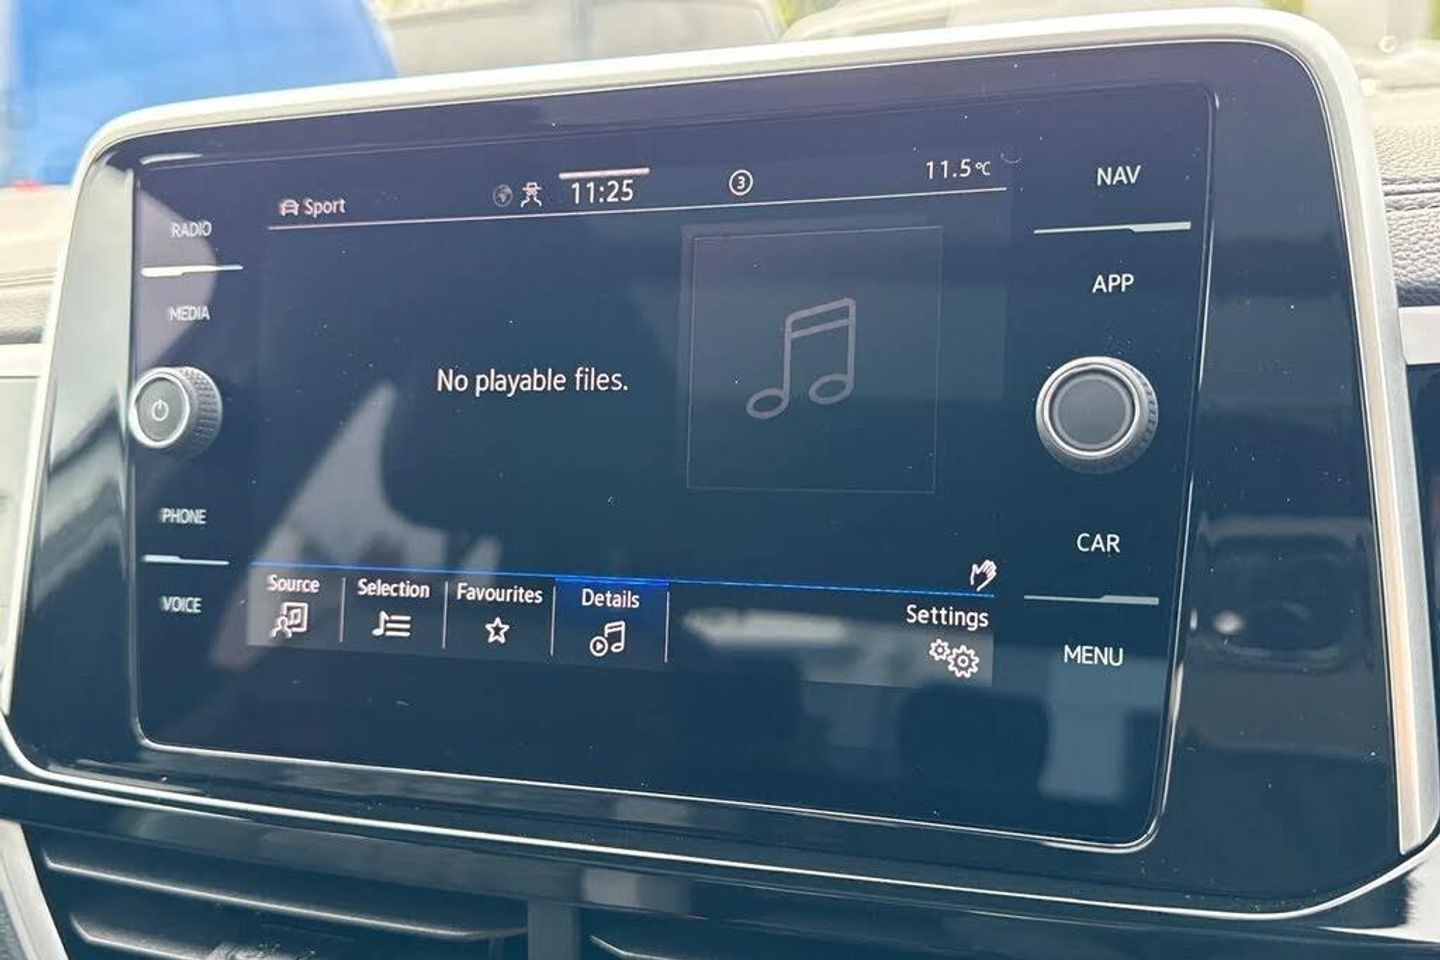 Sport
11:25
3
11.5°C
RADIO
MEDIA
PHONE
VOICE
No playable files.
Source
Selection
Favourites
Details
Settings
NAV
APP
CAR
MENU